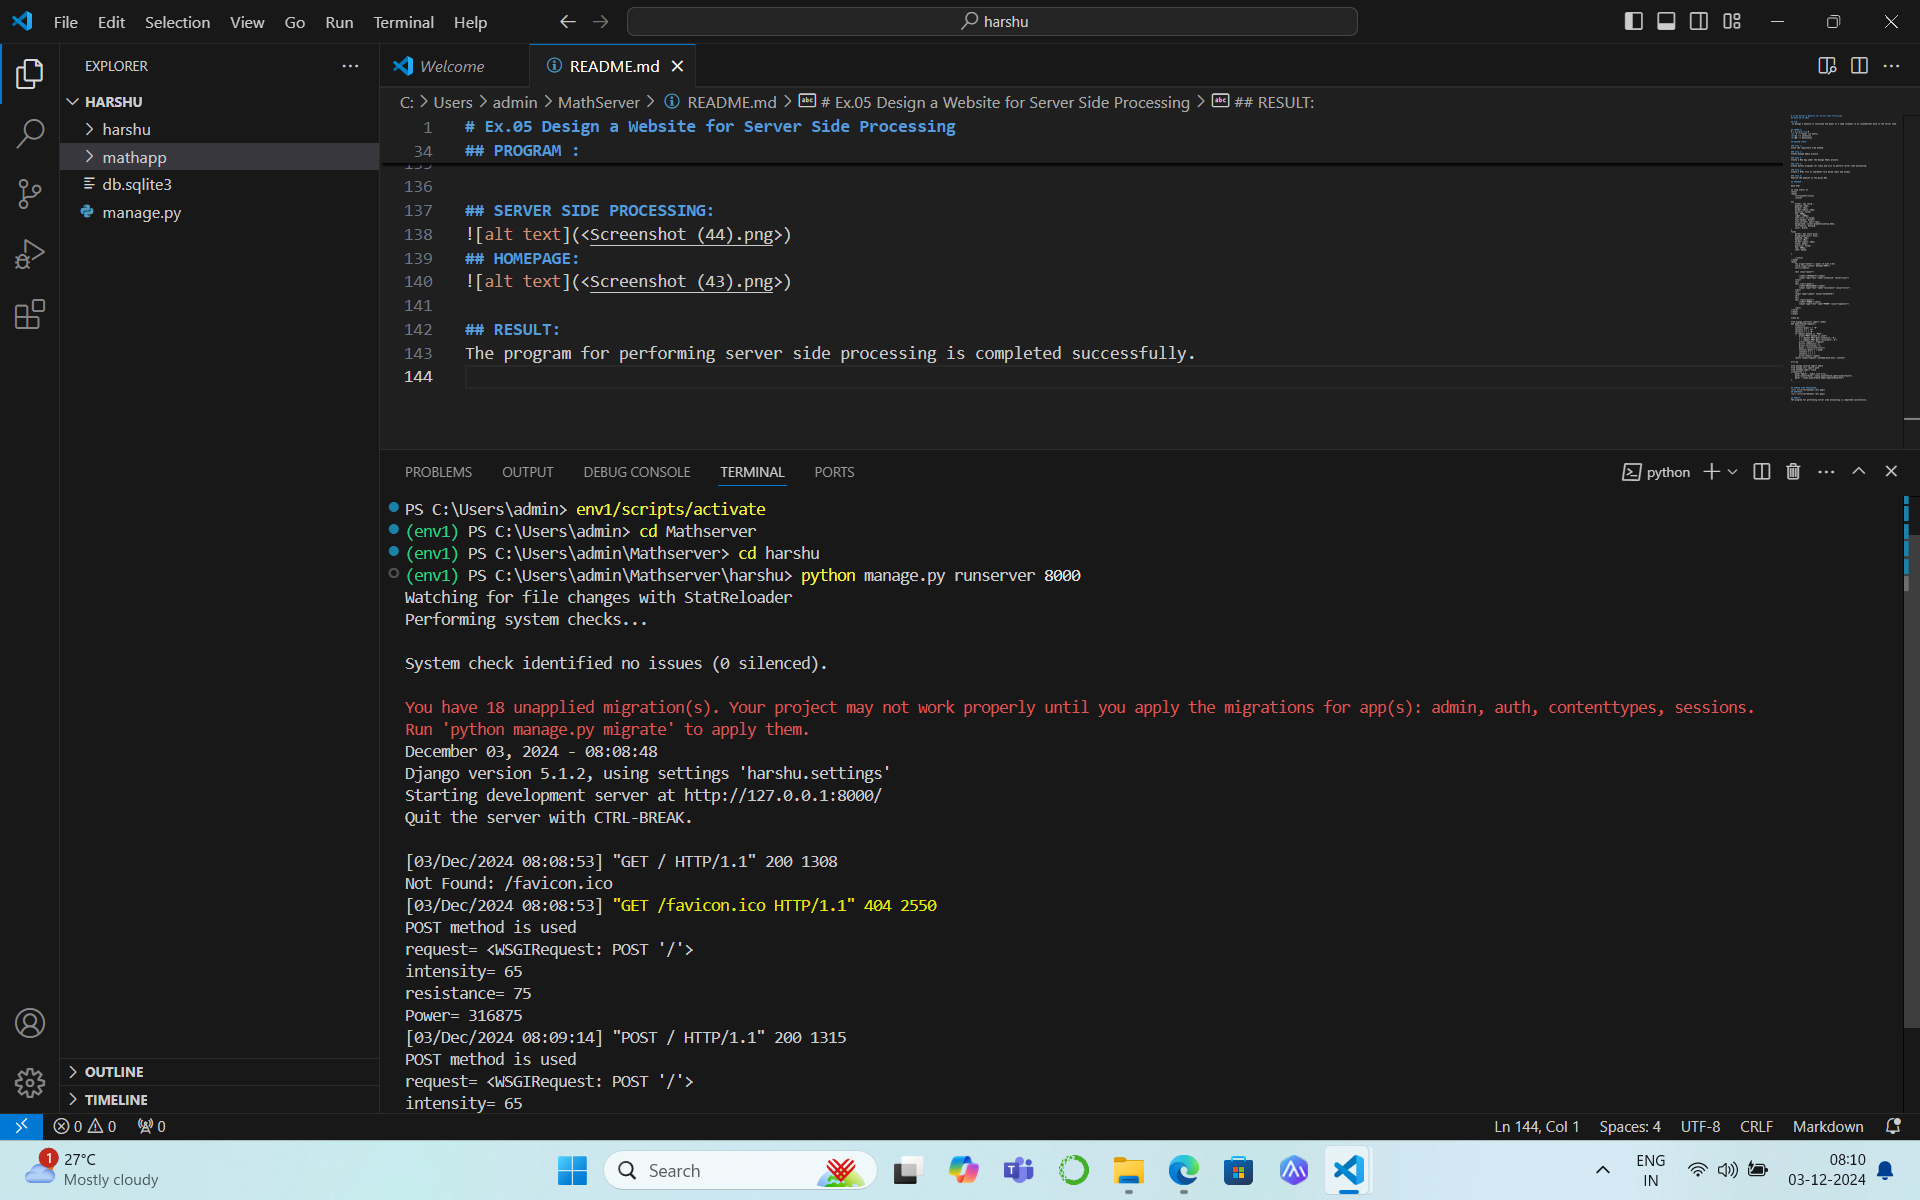 File Edit Selection View Go Run Terminal Help
harshu
EXPLORER
HARSHU
harshu
mathapp
db.sqlite3
manage.py
OUTLINE
TIMELINE
Welcome
README.md
C: > Users > admin > MathServer > README.md > # Ex.05 Design a Website for Server Side Processing > ## RESULT:
1 # Ex.05 Design a Website for Server Side Processing
34 ## PROGRAM :
136
137 ## SERVER SIDE PROCESSING:
138 ![alt text](<Screenshot (44).png>)
139 ## HOMEPAGE:
140 ![alt text](<Screenshot (43).png>)
141
142 ## RESULT:
143 The program for performing server side processing is completed successfully.
144
PROBLEMS OUTPUT DEBUG CONSOLE TERMINAL PORTS
python
PS C:\Users\admin> env1/scripts/activate
(env1) PS C:\Users\admin> cd Mathserver
(env1) PS C:\Users\admin\Mathserver> cd harshu
(env1) PS C:\Users\admin\Mathserver\harshu> python manage.py runserver 8000
Watching for file changes with StatReloader
Performing system checks...
System check identified no issues (0 silenced).
You have 18 unapplied migration(s). Your project may not work properly until you apply the migrations for app(s): admin, auth, contenttypes, sessions.
Run 'python manage.py migrate' to apply them.
December 03, 2024 - 08:08:48
Django version 5.1.2, using settings 'harshu.settings'
Starting development server at http://127.0.0.1:8000/
Quit the server with CTRL-BREAK.
[03/Dec/2024 08:08:53] "GET / HTTP/1.1" 200 1308
Not Found: /favicon.ico
[03/Dec/2024 08:08:53] "GET /favicon.ico HTTP/1.1" 404 2550
POST method is used
request= <WSGIRequest: POST '/'>
intensity= 65
resistance= 75
Power= 316875
[03/Dec/2024 08:09:14] "POST / HTTP/1.1" 200 1315
POST method is used
request= <WSGIRequest: POST '/'>
intensity= 65
0 0 0
Ln 144, Col 1 Spaces: 4 UTF-8 CRLF Markdown
1
27°C
Mostly cloudy
Search
ENG
IN
08:10
03-12-2024